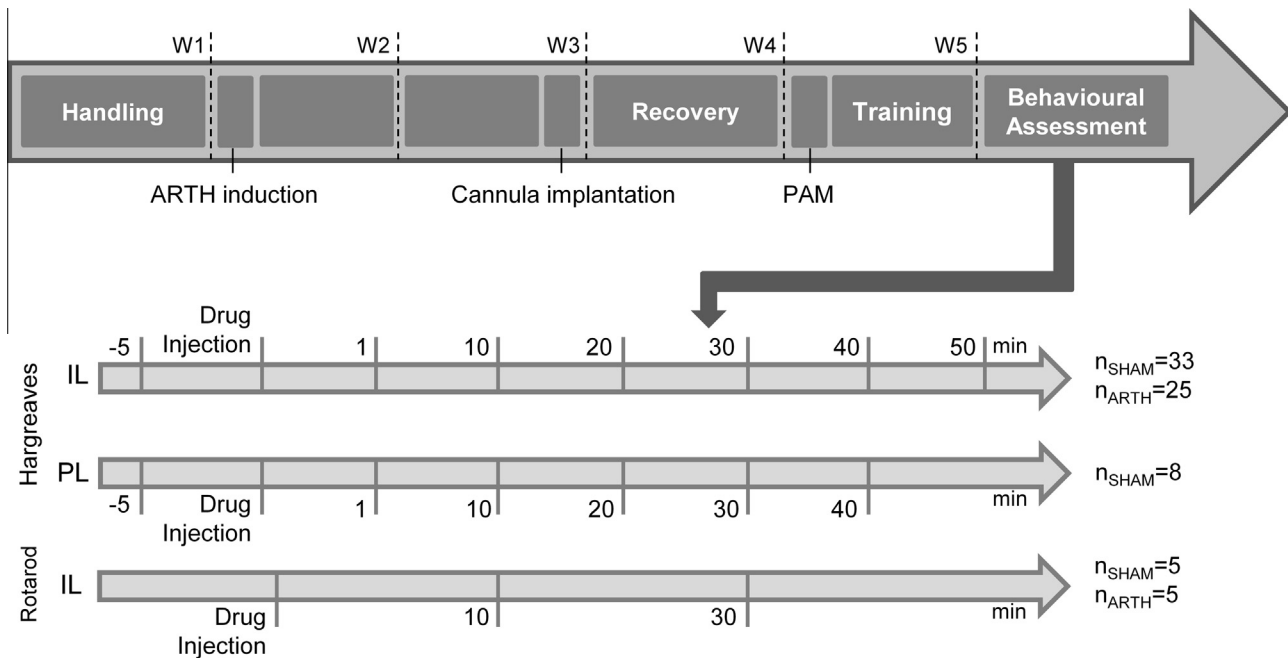 W1 W2 W3 W4 W5
Handling Recovery Training Behavioural
Assessment
ARTH induction Cannula implantation PAM
Hargreaves
Drug
Injection
-5 1 10 20 30 40 50 min
IL
nSHAM=33
nARTH=25
PL
nSHAM=8
-5 Drug 1 10 20 30 40 min
Injection
Rotarod
IL
nSHAM=5
nARTH=5
Drug 10 30 min
Injection